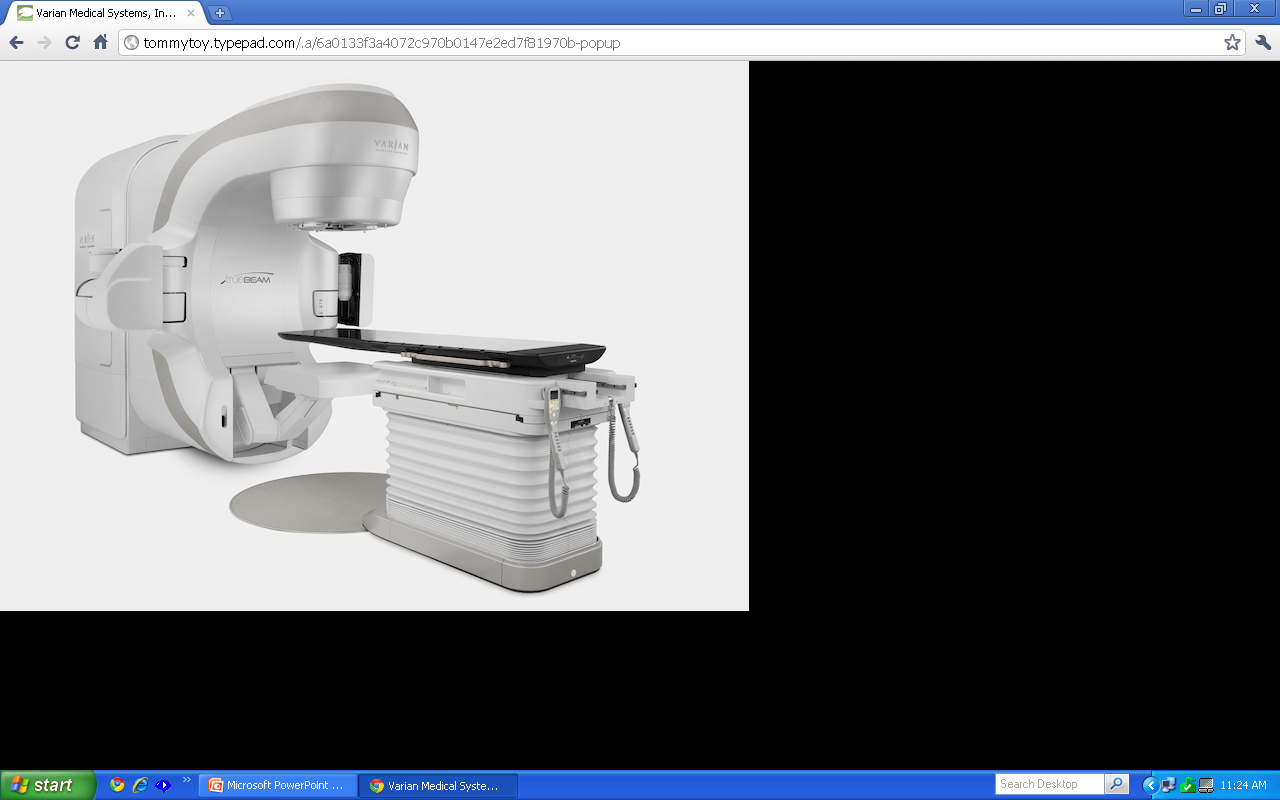 Varian Medical Systems, In...
tommytoy.typepad.com/.a/6a0133f3a4072c970b0147e2ed7f81970b-popup
VARIAN
VARIAN
trueBEAM
start
Microsoft PowerPoint ...
Varian Medical Syste...
Search Desktop
11:24 AM